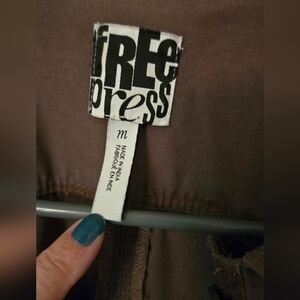 fREe
press
m
MADE IN INDIA
FABRIQUÉ EN INDE